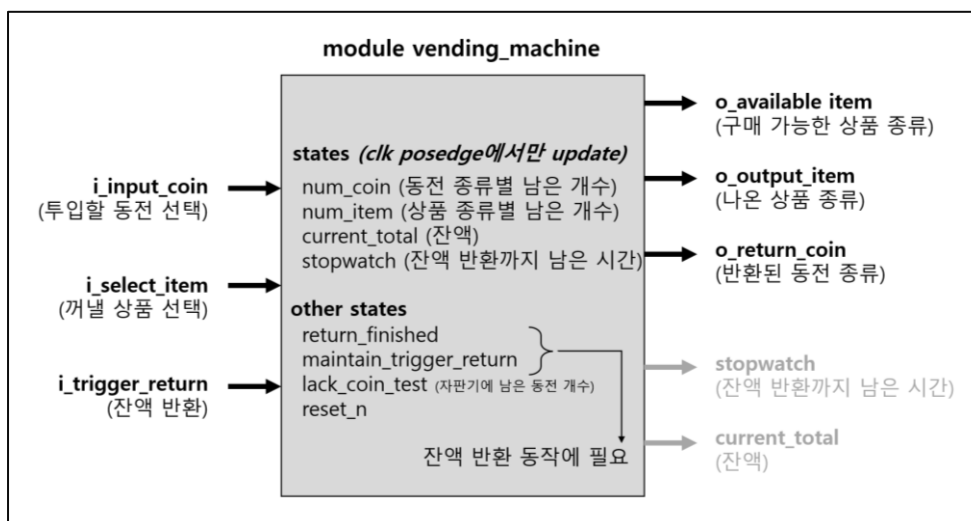 module vending_machine
i_input_coin
(투입할 동전 선택)
i_select_item
(꺼낼 상품 선택)
i_trigger_return
(잔액 반환)
states (clk posedge에서만 update)
num_coin (동전 종류별 남은 개수)
num_item (상품 종류별 남은 개수)
current_total (잔액)
stopwatch (잔액 반환까지 남은 시간)
other states
return_finished
maintain_trigger_return
lack_coin_test (자판기에 남은 동전 개수)
reset_n
잔액 반환 동작에 필요
o_available item
(구매 가능한 상품 종류)
o_output_item
(나온 상품 종류)
o_return_coin
(반환된 동전 종류)
stopwatch
(잔액 반환까지 남은 시간)
current_total
(잔액)